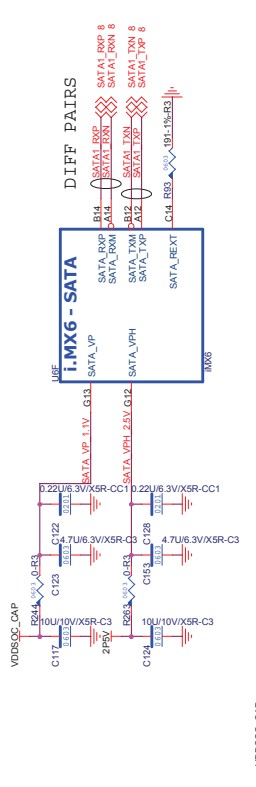 DIFF PAIRS
SATA1_RXP 8
SATA1_RXN 8
SATA1_TXN 8
SATA1_TXP 8
SATA1_RXP
SATA1_RXN
SATA1_TXN
SATA1_TXP
191-1%-R3
0603
R93
B14
A14
B12
A12
C14
SATA_RXP
SATA_RXM
SATA_TXM
SATA_TXP
SATA_REXT
i.MX6 - SATA
U6F
iMX6
SATA_VP
SATA_VPH
G13
G12
SATA_VP_1.1V
SATA_VPH_2.5V
0.22U/6.3V/X5R-CC1
0201
C122
0.22U/6.3V/X5R-CC1
0201
C128
4.7U/6.3V/X5R-C3
0603
C123
4.7U/6.3V/X5R-C3
0603
C153
0-R3
0603
R244
0-R3
0603
R263
10U/10V/X5R-C3
0603
C117
10U/10V/X5R-C3
0603
C124
VDDSOC_CAP
2P5V